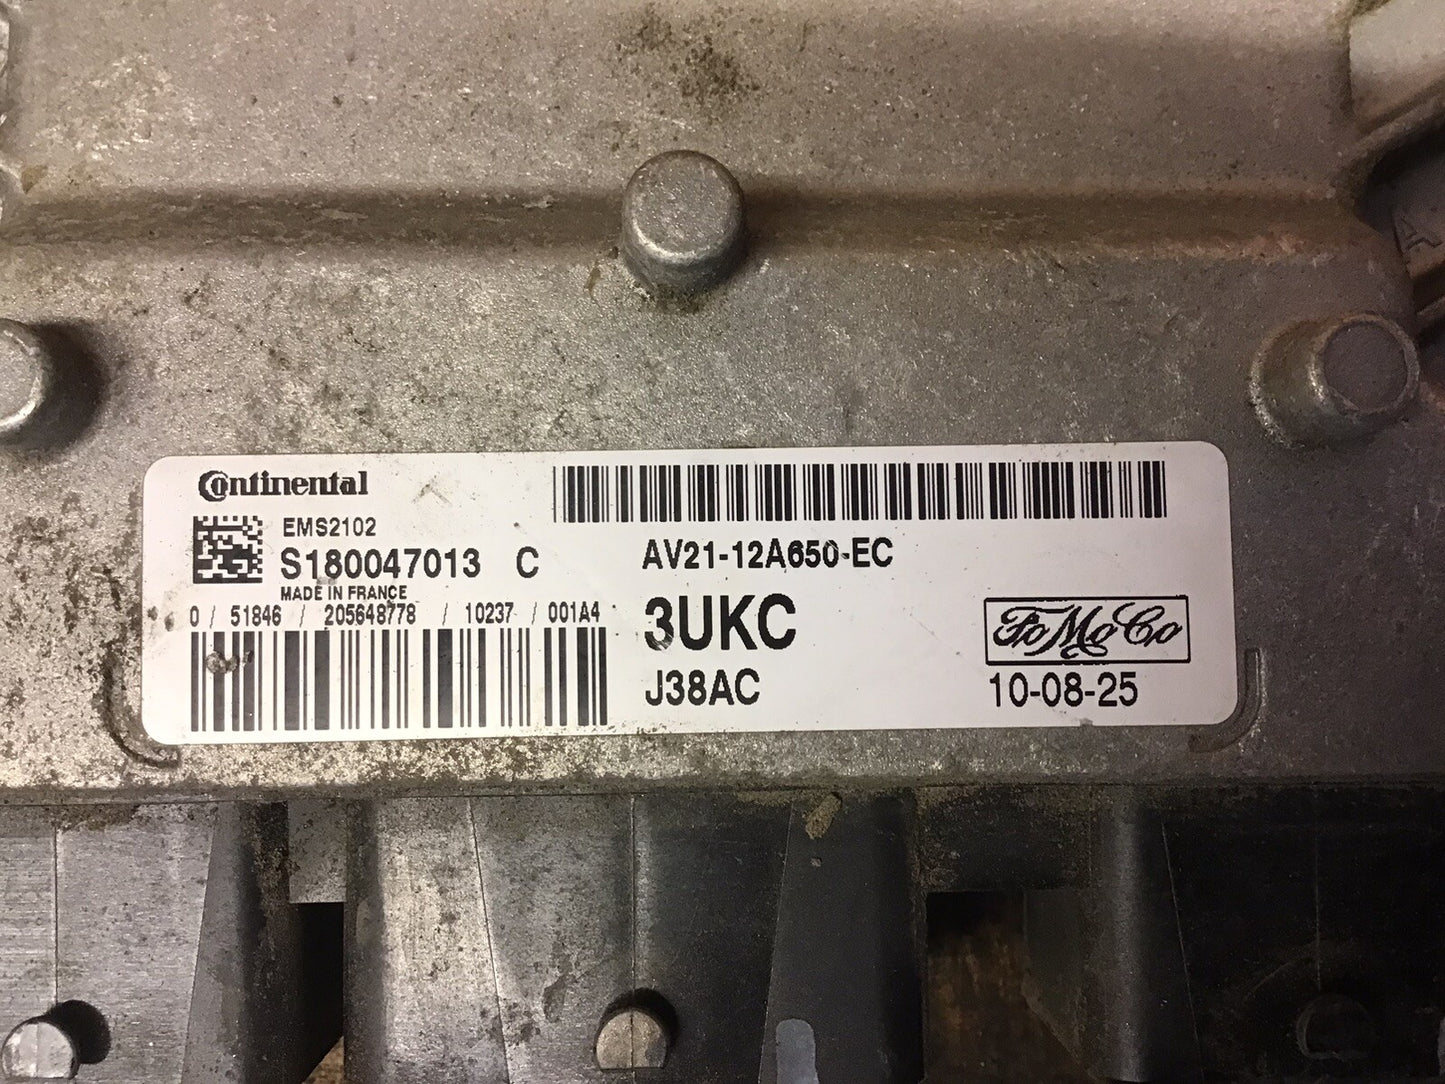 Continental
EMS2102
S180047013 C
MADE IN FRANCE
0 / 51846 / 205648778 / 10237 / 001A4
AV21-12A650-EC
3UKC
J38AC
FoMoCo
10-08-25
A